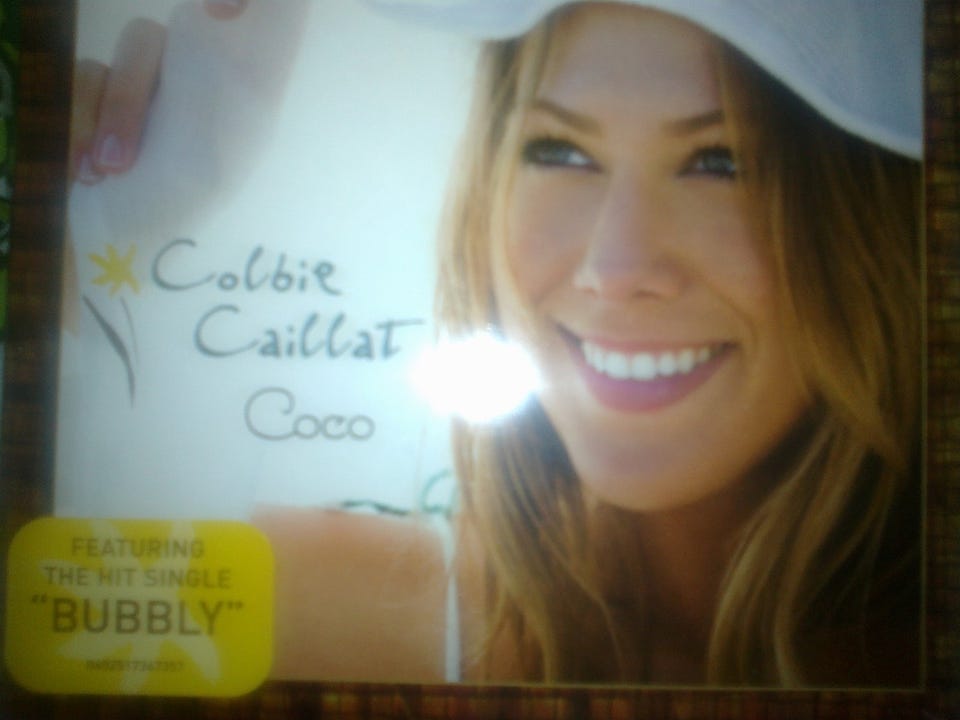 Colbie
Caillat
Coco
FEATURING
THE HIT SINGLE
"BUBBLY"